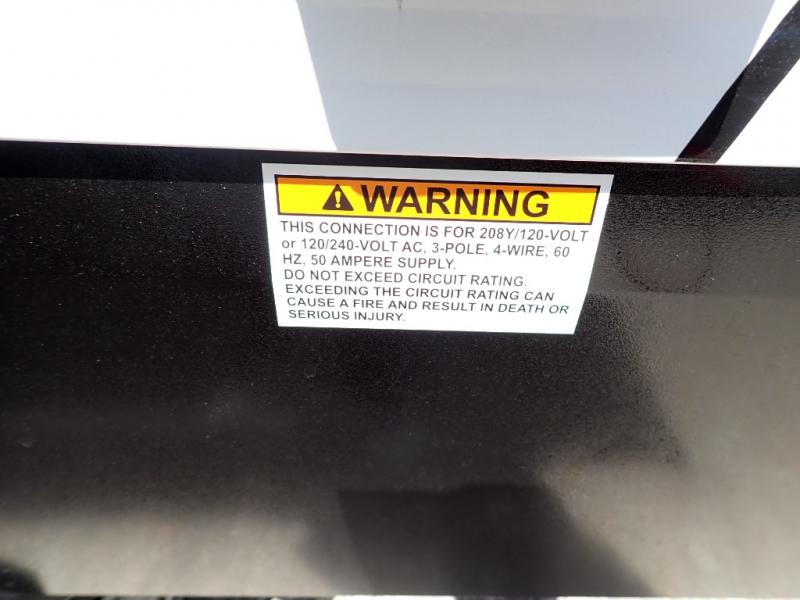 WARNING
THIS CONNECTION IS FOR 208Y/120-VOLT
or 120/240-VOLT AC, 3-POLE, 4-WIRE, 60
HZ, 50 AMPERE SUPPLY.
DO NOT EXCEED CIRCUIT RATING.
EXCEEDING THE CIRCUIT RATING CAN
CAUSE A FIRE AND RESULT IN DEATH OR
SERIOUS INJURY.